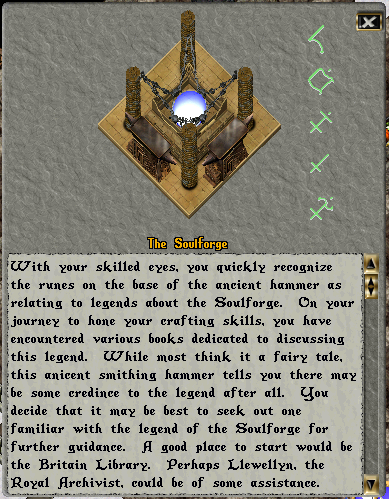 The Soulforge
With your skilled eyes, you quickly recognize
the runes on the base of the ancient hammer as
relating to legends about the Soulforge.  On your
journey to hone your crafting skills, you have
encountered various books dedicated to discussing
this legend.  While most think it a fairy tale,
this anicent smithing hammer tells you there may
be some credince to the legend after all.  You
decide that it may be best to seek out one
familiar with the legend of the Soulforge for
further guidance.  A good place to start would be
the Britain Library.  Perhaps Llewellyn, the
Royal Archivist, could be of some assistance.